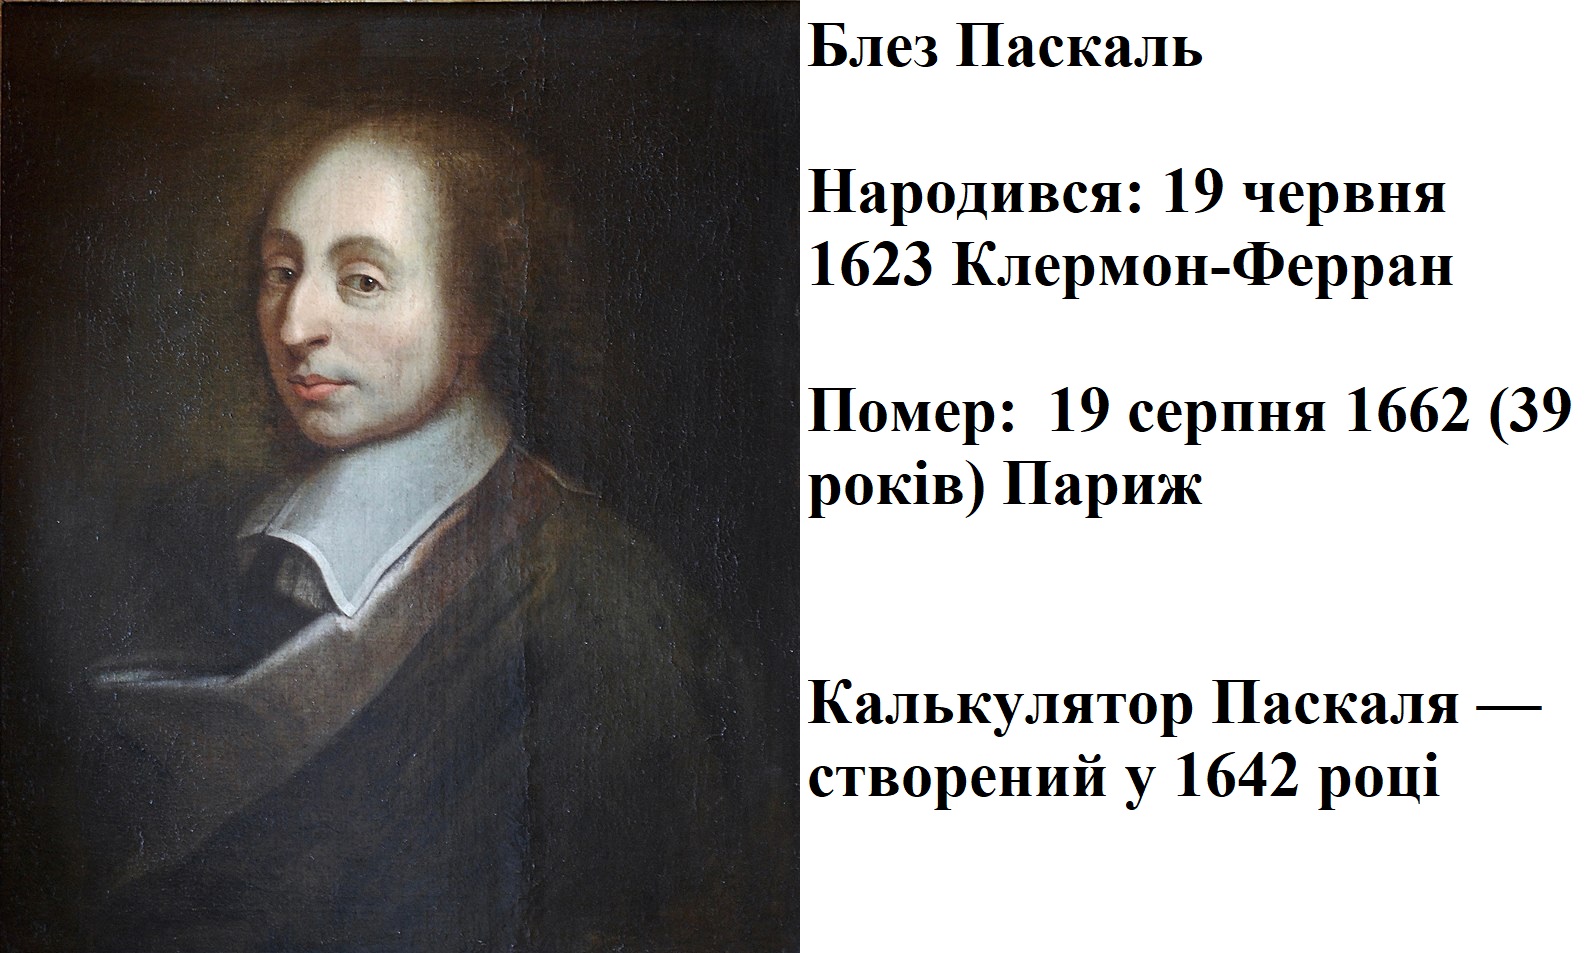 Блез Паскаль
Народився: 19 червня
1623 Клермон-Ферран
Помер:  19 серпня 1662 (39
років) Париж
Калькулятор Паскаля —
створений у 1642 році